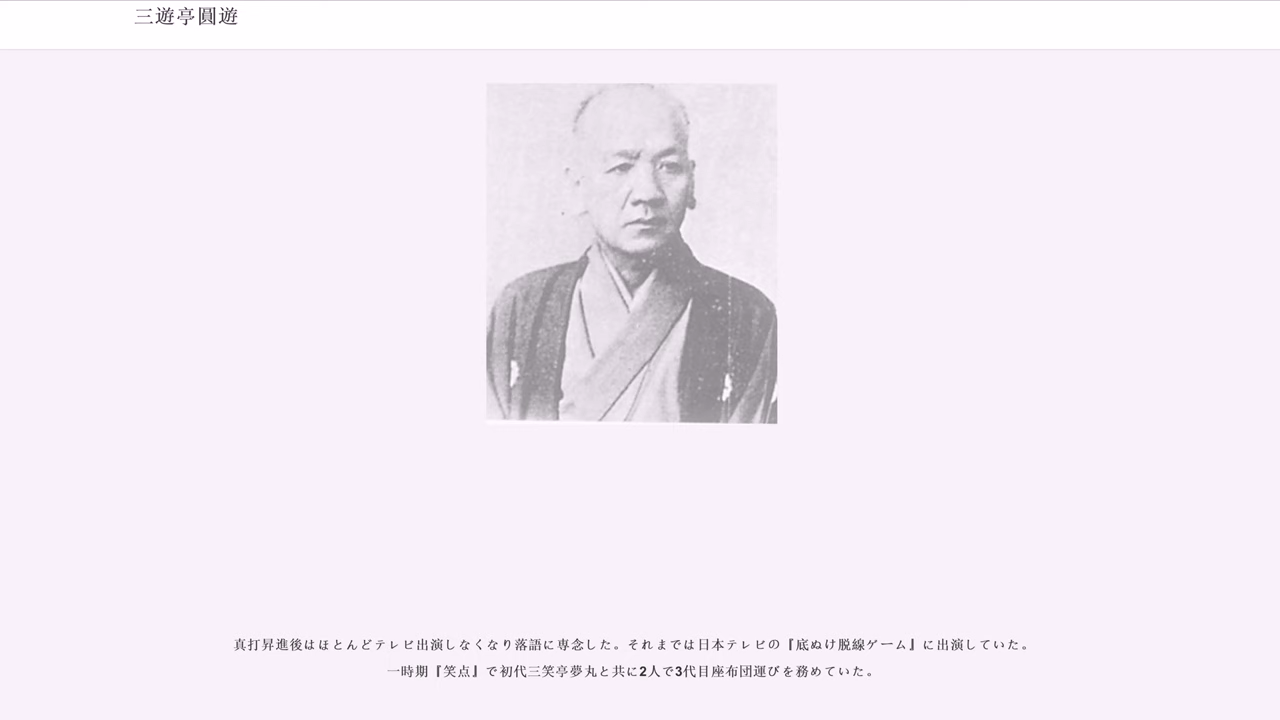 三遊亭圓遊
真打昇進後はほとんどテレビ出演しなくなり落語に専念した。それまでは日本テレビの『底ぬけ脱線ゲーム』に出演していた。
一時期『笑点』で初代三笑亭夢丸と共に2人で3代目座布団運びを務めていた。